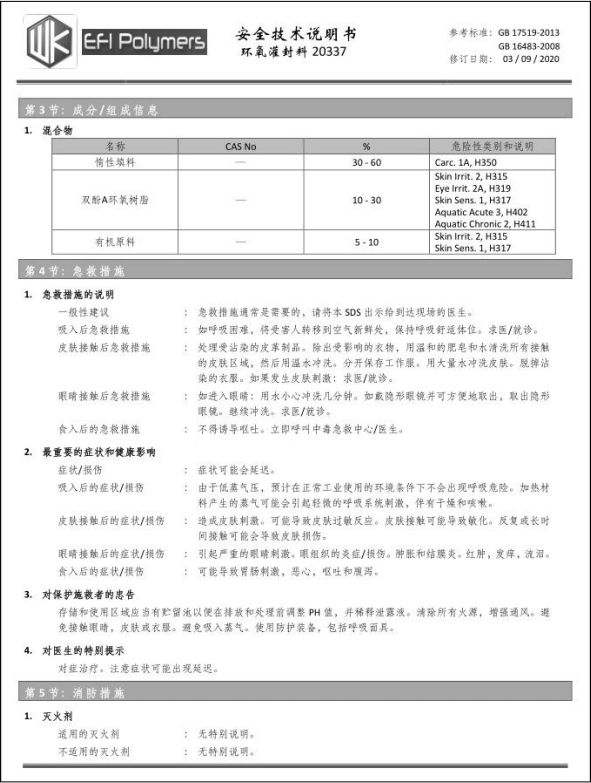 WK EFI Polymers
安全技术说明书
环氧灌封料 20337
参考标准: GB 17519-2013
GB 16483-2008
修订日期: 03 / 09 / 2020
第 3 节: 成分/组成信息
1. 混合物
名称 CAS No % 危险性类别和说明
惰性填料 — 30 - 60 Carc. 1A, H350
双酚A环氧树脂 — 10 - 30 Skin Irrit. 2, H315
Eye Irrit. 2A, H319
Skin Sens. 1, H317
Aquatic Acute 3, H402
Aquatic Chronic 2, H411
有机原料 — 5 - 10 Skin Irrit. 2, H315
Skin Sens. 1, H317
第 4 节: 急救措施
1. 急救措施的说明
一般性建议 : 急救措施通常是需要的，请将本 SDS 出示给到达现场的医生。
吸入后急救措施 : 如呼吸困难，将受害人转移到空气新鲜处，保持呼吸舒适体位。求医/就诊。
皮肤接触后急救措施 : 处理受沾染的皮革制品。除出受影响的衣物，用温和的肥皂和水清洗所有接触
的皮肤区域，然后用温水冲洗。分开保存工作服。用大量水冲洗皮肤。脱掉沾
染的衣服。如果发生皮肤刺激：求医/就诊。
眼睛接触后急救措施 : 如进入眼睛：用水小心冲洗几分钟。如戴隐形眼镜并可方便地取出，取出隐形
眼镜。继续冲洗。求医/就诊。
食入后的急救措施 : 不得诱导呕吐。立即呼叫中毒急救中心/医生。
2. 最重要的症状和健康影响
症状/损伤 : 症状可能会延迟。
吸入后的症状/损伤 : 由于低蒸气压，预计在正常工业使用的环境条件下不会出现呼吸危险。加热材
料产生的蒸气可能会引起轻微的呼吸系统刺激，伴有干燥和咳嗽。
皮肤接触后的症状/损伤 : 造成皮肤刺激。可能导致皮肤过敏反应。皮肤接触可能导致敏化。反复或长时
间接触可能会导致皮肤损伤。
眼睛接触后的症状/损伤 : 引起严重的眼睛刺激。眼组织的炎症/损伤。肿胀和结膜炎。红肿，发痒，流泪。
食入后的症状/损伤 : 可能导致胃肠刺激，恶心，呕吐和腹泻。
3. 对保护施救者的忠告
存储和使用区域应当有贮留池以便在排放和处理前调整 PH 值，并稀释泄露液。清除所有火源，增强通风。避
免接触眼睛，皮肤或衣服。避免吸入蒸气。使用防护装备，包括呼吸面具。
4. 对医生的特别提示
对症治疗。注意症状可能出现延迟。
第 5 节: 消防措施
1. 灭火剂
适用的灭火剂 : 无特别说明。
不适用的灭火剂 : 无特别说明。